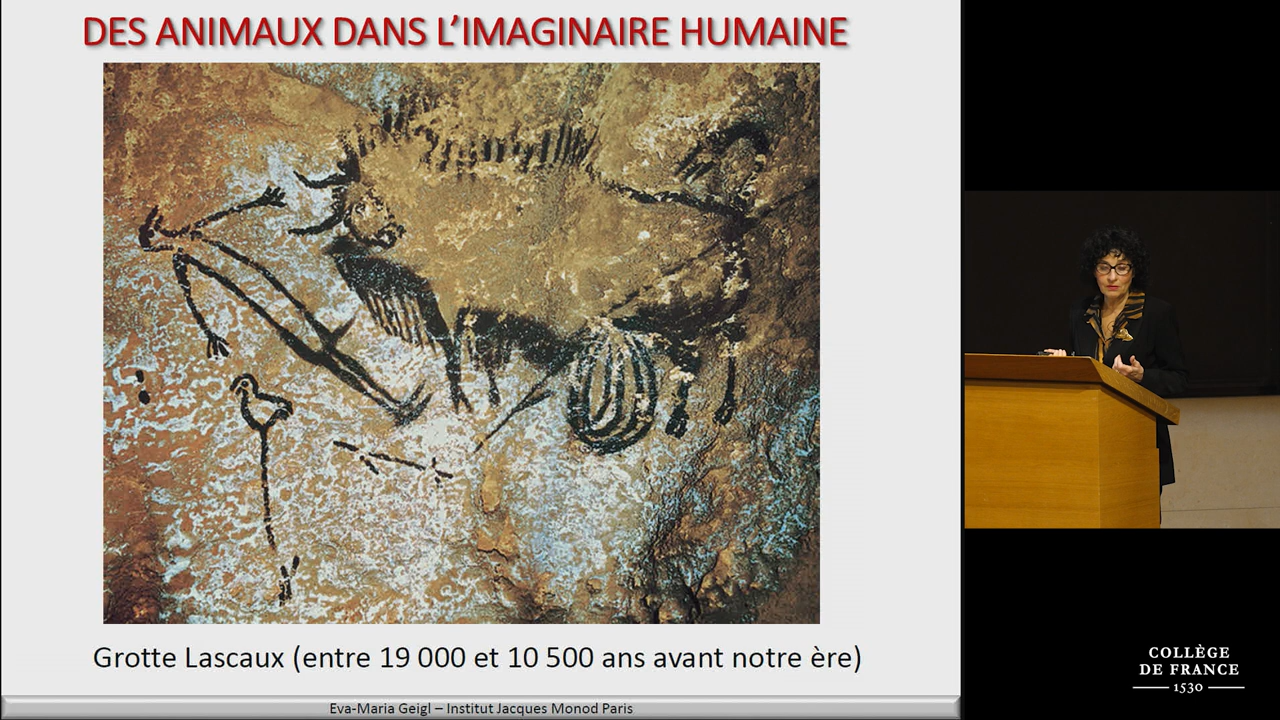 DES ANIMAUX DANS L’IMAGINAIRE HUMAINE
Grotte Lascaux (entre 19 000 et 10 500 ans avant notre ère)
Eva-Maria Geigl – Institut Jacques Monod Paris
COLLÈGE
DE FRANCE
1530